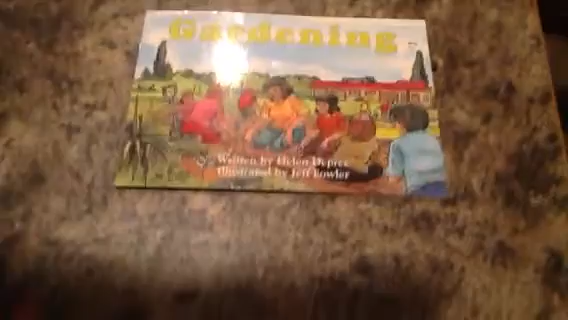 Gardening
Written by Helen Depree
Illustrated by Jeff Fowler